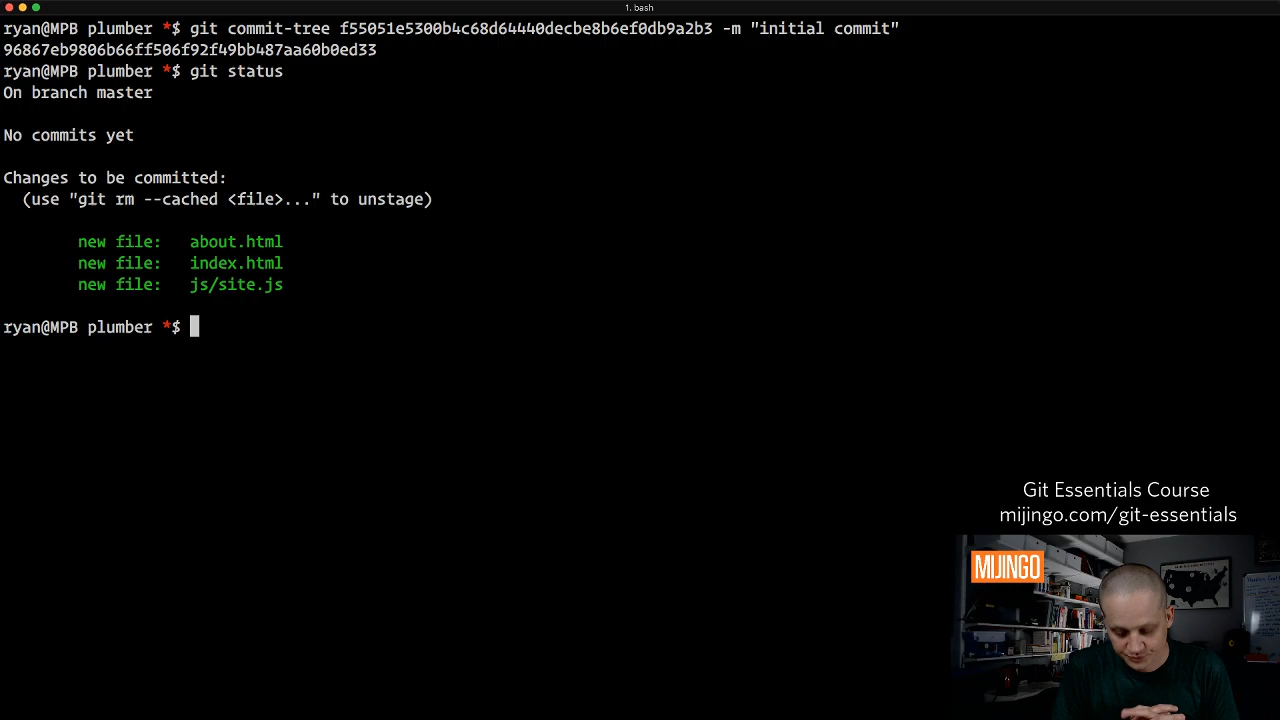 1. bash
ryan@MPB plumber *$ git commit-tree f55051e5300b4c68d64440decbe8b6ef0db9a2b3 -m "initial commit"
96867eb9806b66ff506f92f49bb487aa60b0ed33
ryan@MPB plumber *$ git status
On branch master
No commits yet
Changes to be committed:
(use "git rm --cached <file>..." to unstage)
new file: about.html
new file: index.html
new file: js/site.js
ryan@MPB plumber *$
Git Essentials Course
mijingo.com/git-essentials
MIJINGO